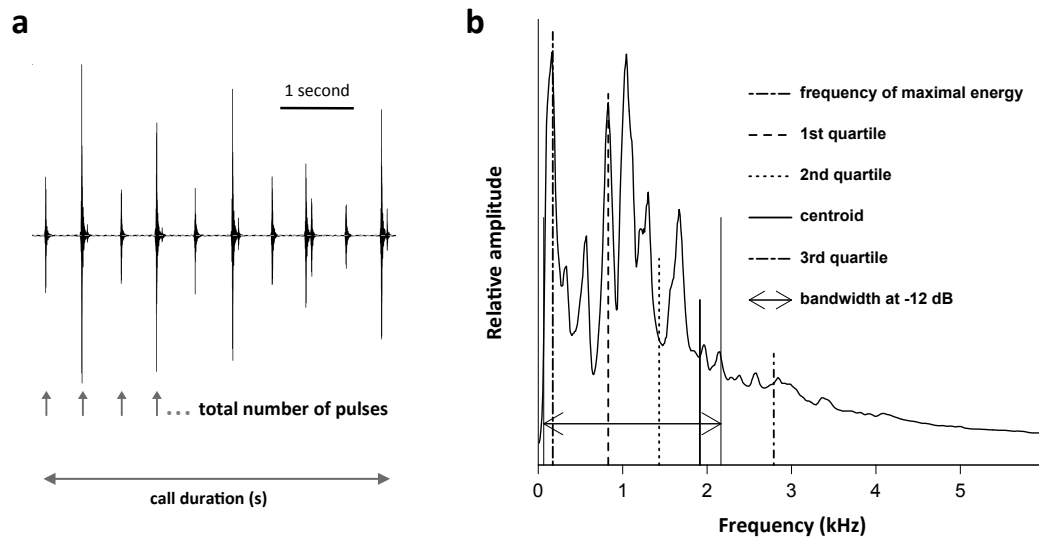 a
1 second
... total number of pulses
call duration (s)
b
Relative amplitude
frequency of maximal energy
1st quartile
2nd quartile
centroid
3rd quartile
bandwidth at -12 dB
0 1 2 3 4 5
Frequency (kHz)